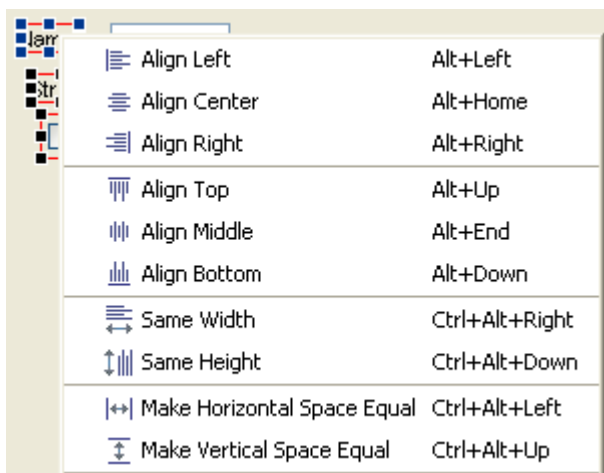 Nam
Str
Align Left Alt+Left
Align Center Alt+Home
Align Right Alt+Right
Align Top Alt+Up
Align Middle Alt+End
Align Bottom Alt+Down
Same Width Ctrl+Alt+Right
Same Height Ctrl+Alt+Down
Make Horizontal Space Equal Ctrl+Alt+Left
Make Vertical Space Equal Ctrl+Alt+Up